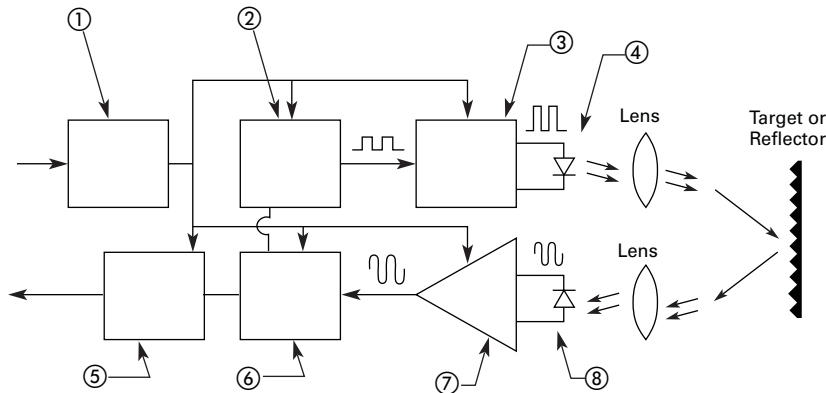 ①
②
③
④
Lens
Target or
Reflector
Lens
⑤
⑥
⑦
⑧